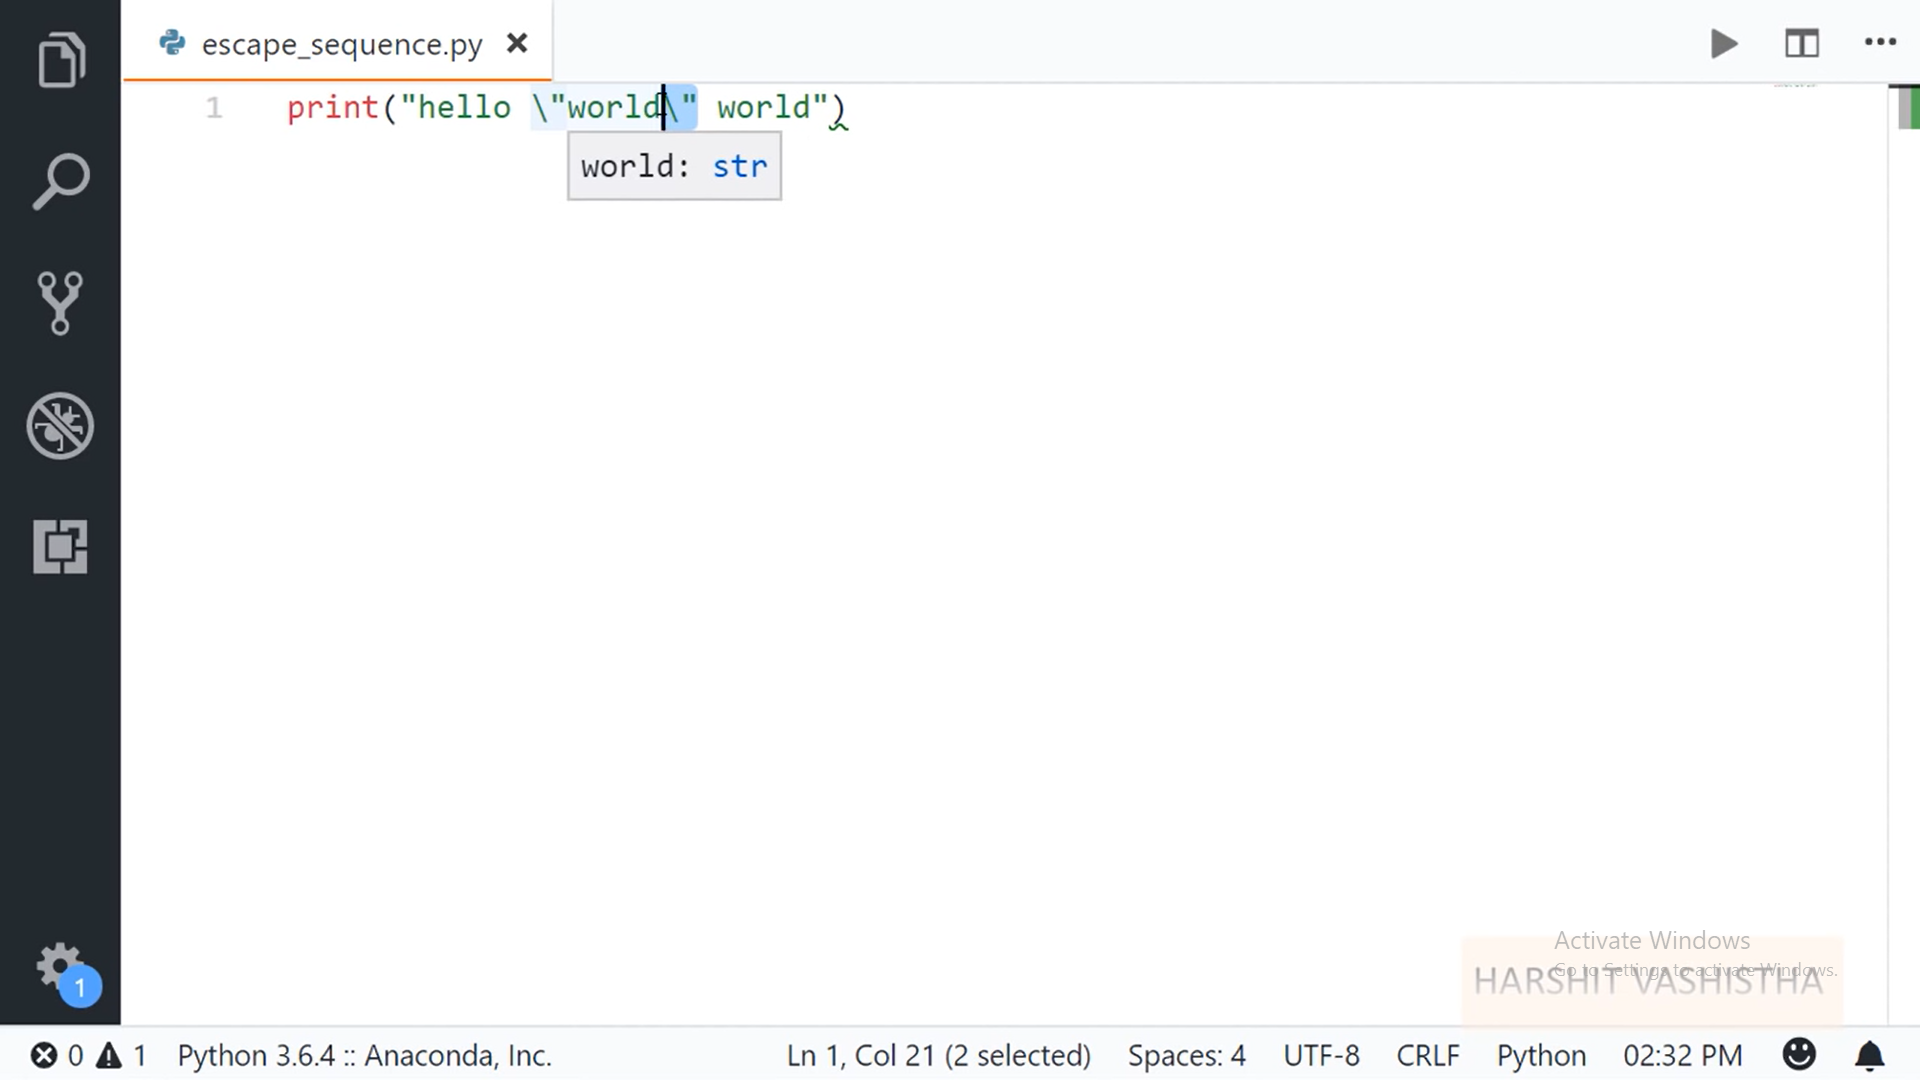 escape_sequence.py
1 print("hello \"world\" world")
world: str
Activate Windows
Go to Settings to activate Windows.
HARSHIT VASHISTHA
1
0 1 Python 3.6.4 :: Anaconda, Inc. Ln 1, Col 21 (2 selected) Spaces: 4 UTF-8 CRLF Python 02:32 PM